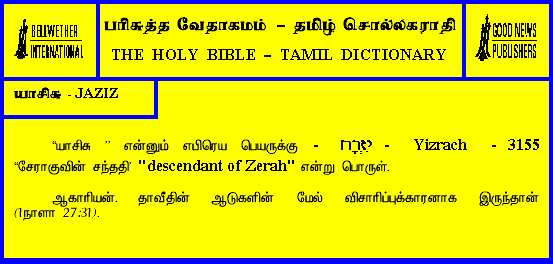 BELLWETHER
INTERNATIONAL
பரிசுத்த வேதாகமம் – தமிழ் சொல்லகராதி
THE HOLY BIBLE – TAMIL DICTIONARY
GOOD NEWS
PUBLISHERS
யாசிசு - JAZIZ
“யாசிசு ” என்னும் எபிரெய பெயருக்கு - יִזְרָח - Yizrach - 3155
“சேராகுவின் சந்ததி” "descendant of Zerah" என்று பொருள்.
ஆகாரியன். தாவீதின் ஆடுகளின் மேல் விசாரிப்புக்காரனாக இருந்தான்
(1நாளா 27:31).